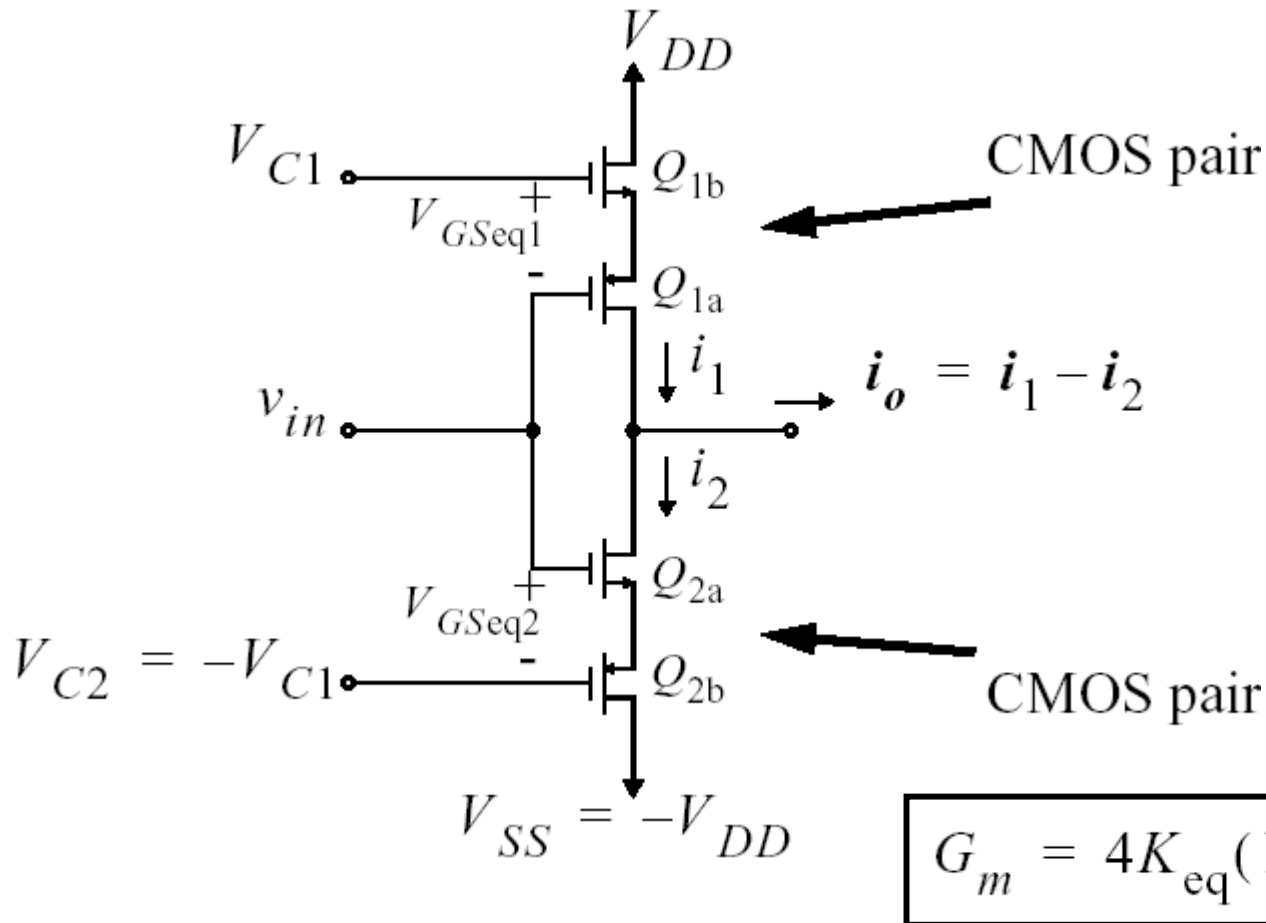 V_DD
V_C1
Q_1b
CMOS pair
+
V_GSeq1
-
Q_1a
i_1
i_o = i_1 – i_2
v_in
i_2
+
Q_2a
V_GSeq2
-
V_C2 = –V_C1
Q_2b
CMOS pair
V_SS = –V_DD
G_m = 4K_eq(